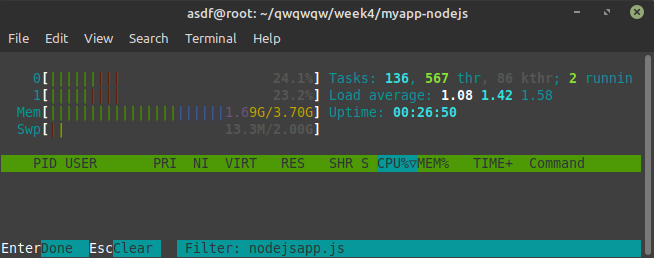 asdf@root: ~/qwqwqw/week4/myapp-nodejs
File Edit View Search Terminal Help
0[|||||||||| 24.1%] Tasks: 136, 567 thr, 86 kthr; 2 runnin
1[|||||||||| 23.2%] Load average: 1.08 1.42 1.58
Mem[|||||||||||||||||||||||||1.69G/3.70G] Uptime: 00:26:50
Swp[|| 13.3M/2.00G]
PID USER PRI NI VIRT RES SHR S CPU%▽MEM% TIME+ Command
EnterDone EscClear Filter: nodejsapp.js